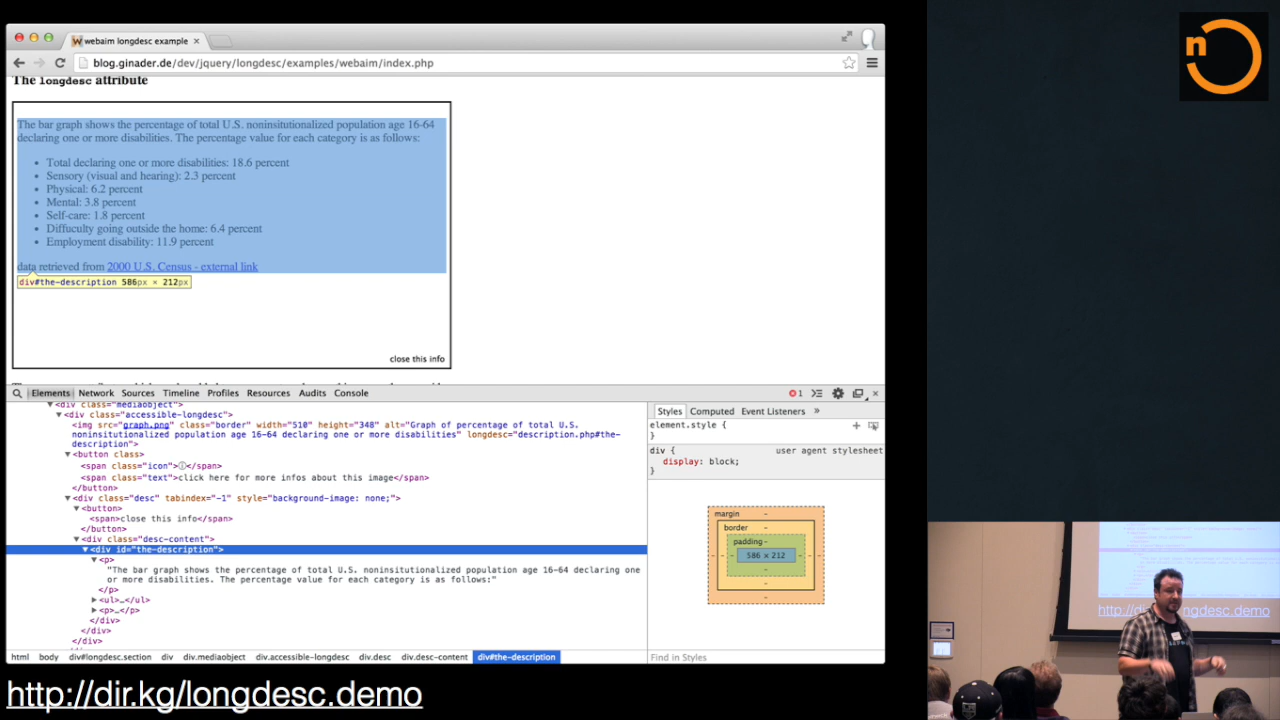 webaim longdesc example
blog.ginader.de/dev/jquery/longdesc/examples/webaim/index.php
The longdesc attribute
The bar graph shows the percentage of total U.S. noninsitutionalized population age 16-64
declaring one or more disabilities. The percentage value for each category is as follows:
Total declaring one or more disabilities: 18.6 percent
Sensory (visual and hearing): 2.3 percent
Physical: 6.2 percent
Mental: 3.8 percent
Self-care: 1.8 percent
Diffuculty going outside the home: 6.4 percent
Employment disability: 11.9 percent
data retrieved from 2000 U.S. Census - external link
div#the-description 586px × 212px
close this info
Elements Network Sources Timeline Profiles Resources Audits Console
1
<div class="mediaobject">
<div class="accessible-longdesc">
<img src="graph.png" class="border" width="510" height="348" alt="Graph of percentage of total U.S.
noninsitutionalized population age 16-64 declaring one or more disabilities" longdesc="description.php#the-
description">
<button class>
<span class="icon">ⓘ</span>
<span class="text">click here for more infos about this image</span>
</button>
<div class="desc" tabindex="-1" style="background-image: none;">
<button>
<span>close this info</span>
</button>
<div class="desc-content">
<div id="the-description">
<p>
"The bar graph shows the percentage of total U.S. noninsitutionalized population age 16-64 declaring one
or more disabilities. The percentage value for each category is as follows:"
</p>
<ul>…</ul>
<p>…</p>
</div>
</div>
</div>
html body div#longdesc.section div div.mediaobject div.accessible-longdesc div.desc div.desc-content div#the-description
Styles Computed Event Listeners »
element.style {
}
div { user agent stylesheet
display: block;
}
margin -
border -
padding -
586 × 212
Find in Styles
http://dir.kg/longdesc.demo
n